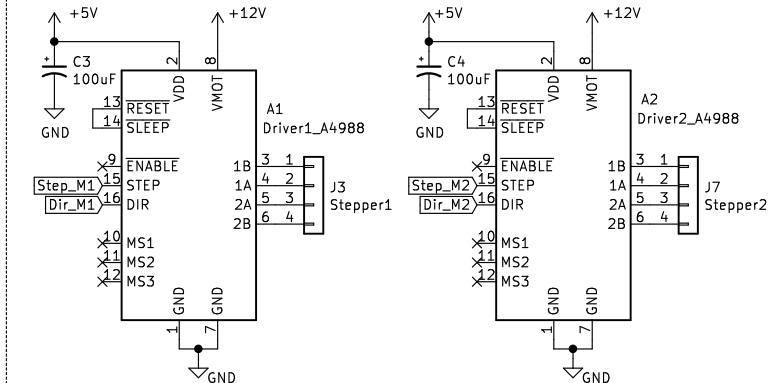 +5V
+12V
+
C3
100uF
GND
2
8
VDD
VMOT
13
RESET
14
SLEEP
A1
Driver1_A4988
9
ENABLE
Step_M1
15
STEP
Dir_M1
16
DIR
10
MS1
11
MS2
12
MS3
1B 3 1
1A 4 2
2A 5 3
2B 6 4
J3
Stepper1
GND
GND
1
7
GND
+5V
+12V
+
C4
100uF
GND
2
8
VDD
VMOT
13
RESET
14
SLEEP
A2
Driver2_A4988
9
ENABLE
Step_M2
15
STEP
Dir_M2
16
DIR
10
MS1
11
MS2
12
MS3
1B 3 1
1A 4 2
2A 5 3
2B 6 4
J7
Stepper2
GND
GND
1
7
GND